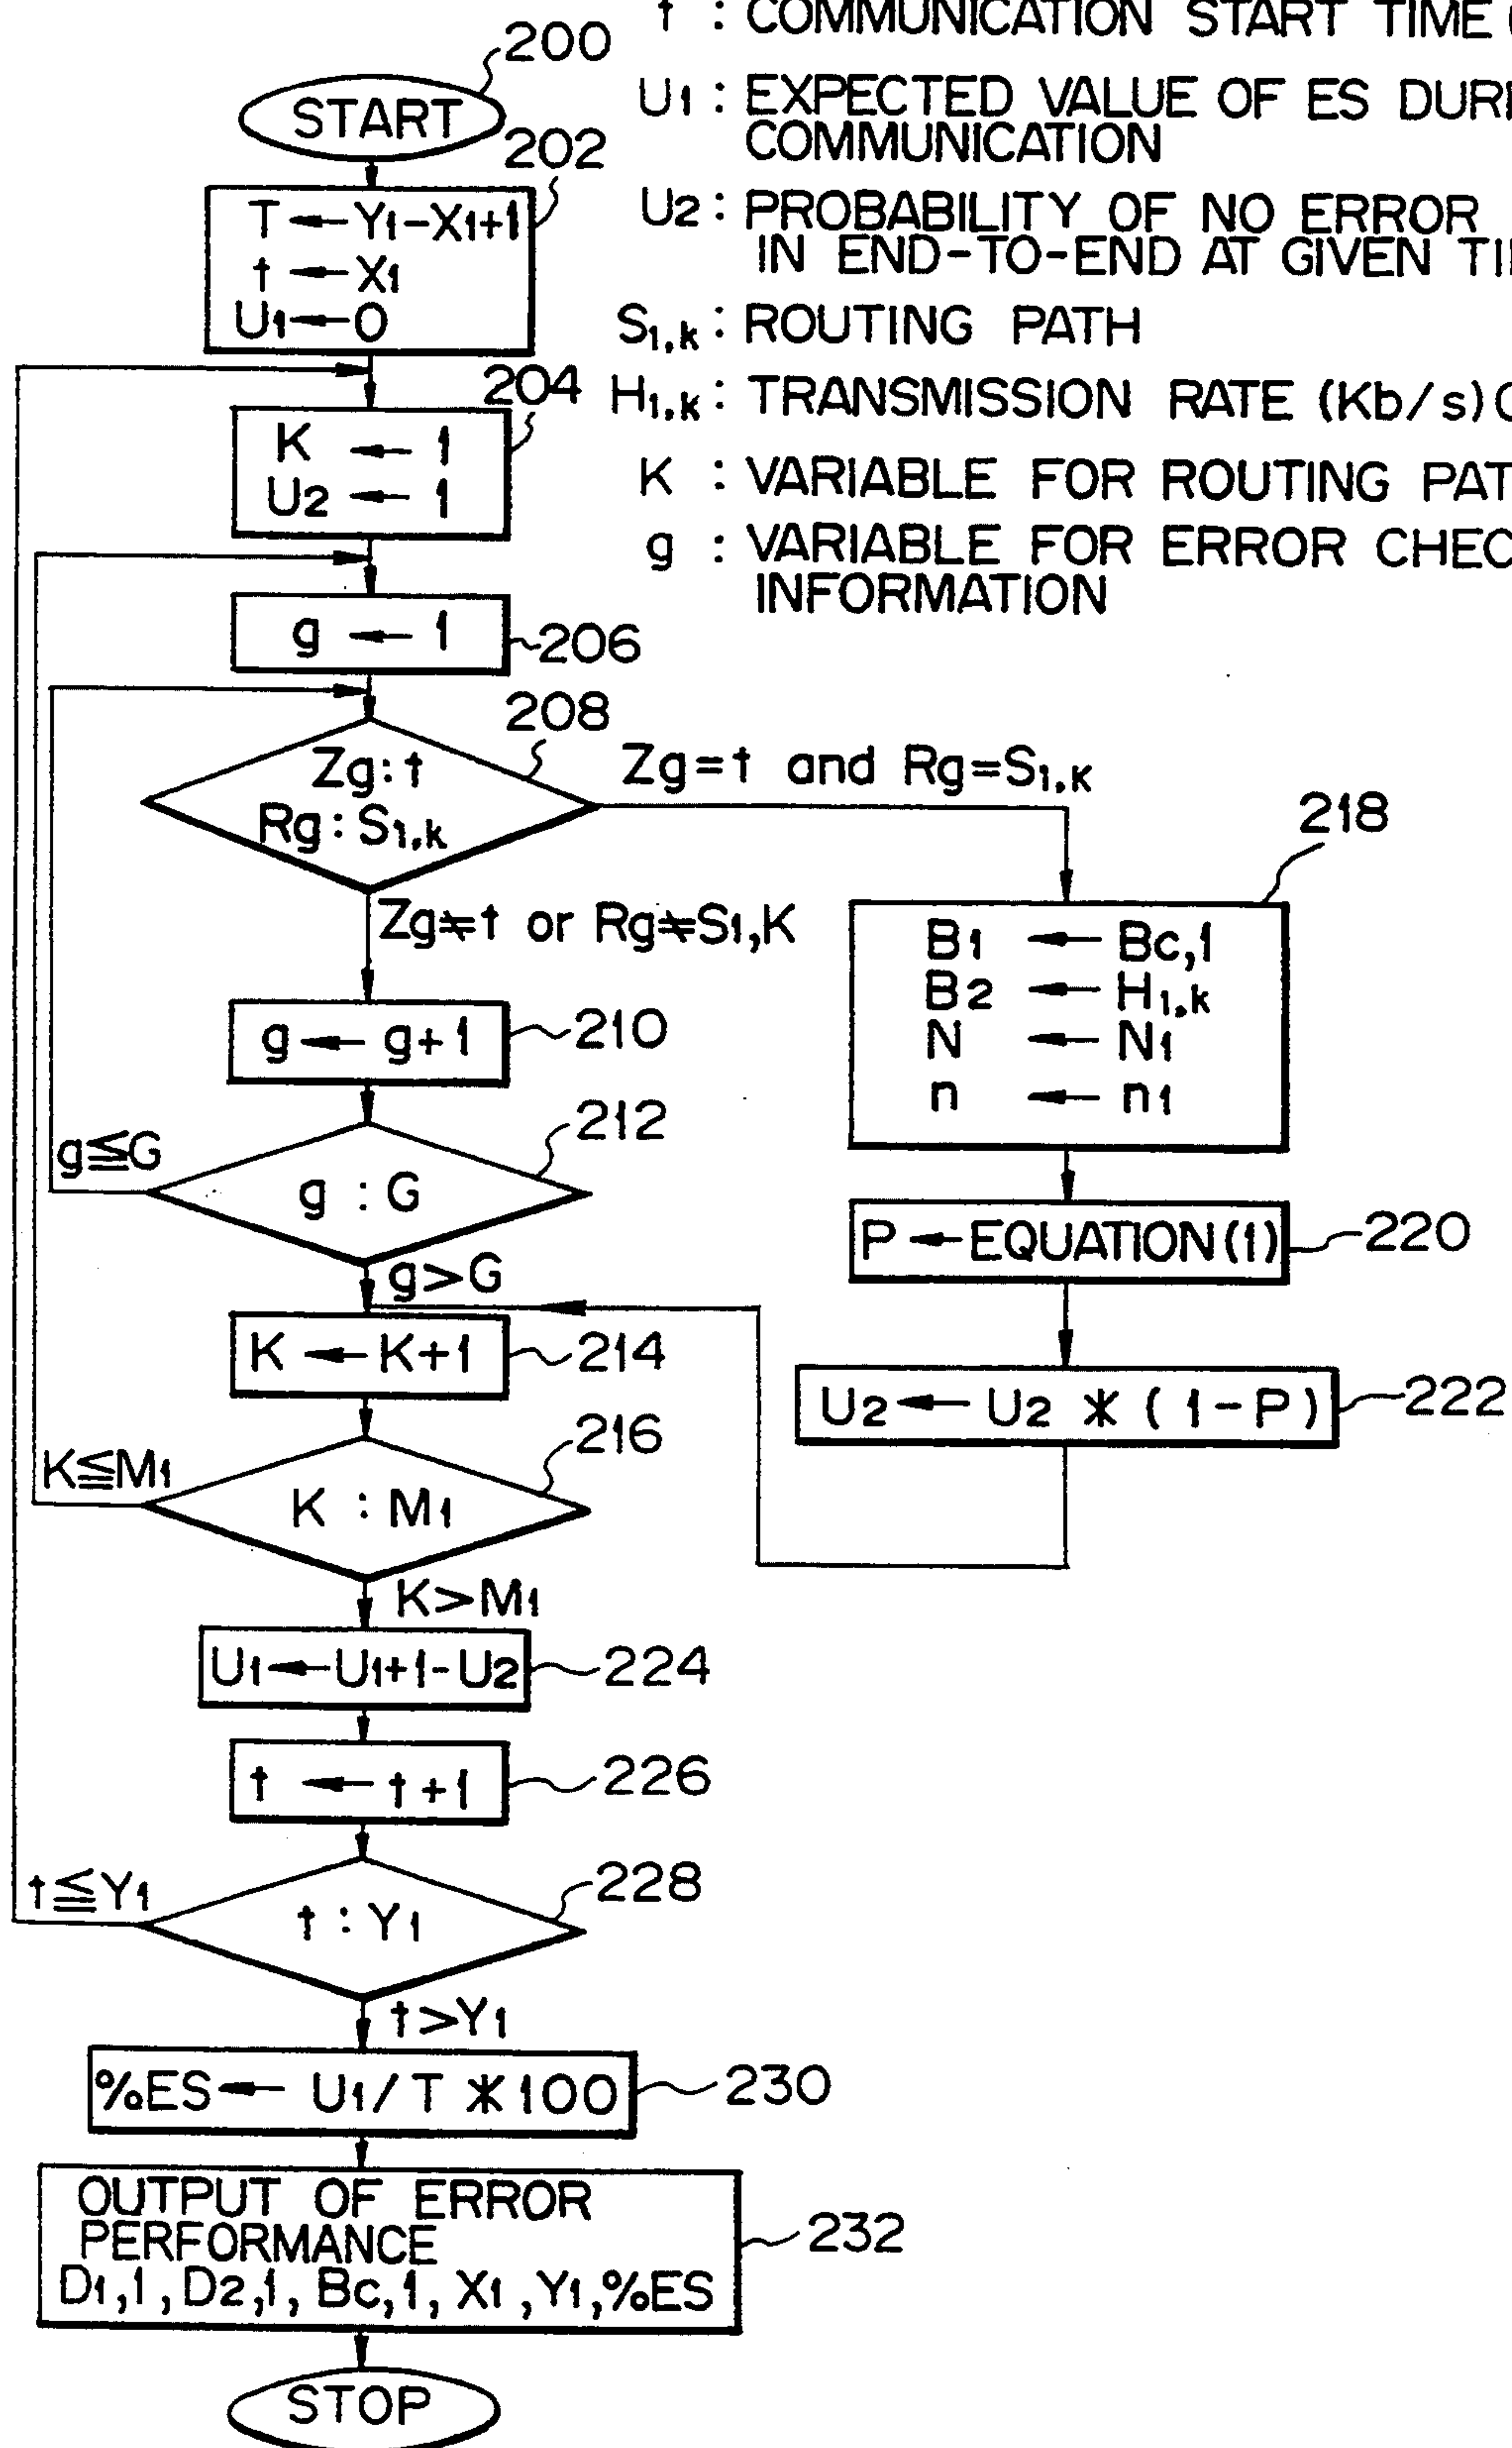 t : COMMUNICATION START TIME
200
START
U1 : EXPECTED VALUE OF ES
COMMUNICATION
202
T ← Y1-X1+1
t ← X1
U1 ← 0
U2 : PROBABILITY OF NO ERROR
IN END-TO-END AT GIVEN
S1,k : ROUTING PATH
204
H1,k : TRANSMISSION RATE (Kb/s)
K ← 1
U2 ← 1
K : VARIABLE FOR ROUTING
g : VARIABLE FOR ERROR
INFORMATION
g ← 1
206
208
Zg : t
Rg : S1,k
Zg=t and Rg=S1,K
Zg≠t or Rg≠S1,K
218
B1 ← Bc,1
B2 ← H1,k
N ← N1
n ← n1
g ← g+1
210
212
g≦G
g : G
g>G
P ← EQUATION(1)
220
K ← K+1
214
U2 ← U2 * (1-P)
222
216
K≦M1
K : M1
K>M1
U1 ← U1+1-U2
224
t ← t+1
226
228
t≦Y1
t : Y1
t>Y1
%ES ← U1/T *100
230
OUTPUT OF ERROR
PERFORMANCE
D1,1, D2,1, Bc,1, X1, Y1, %ES
232
STOP